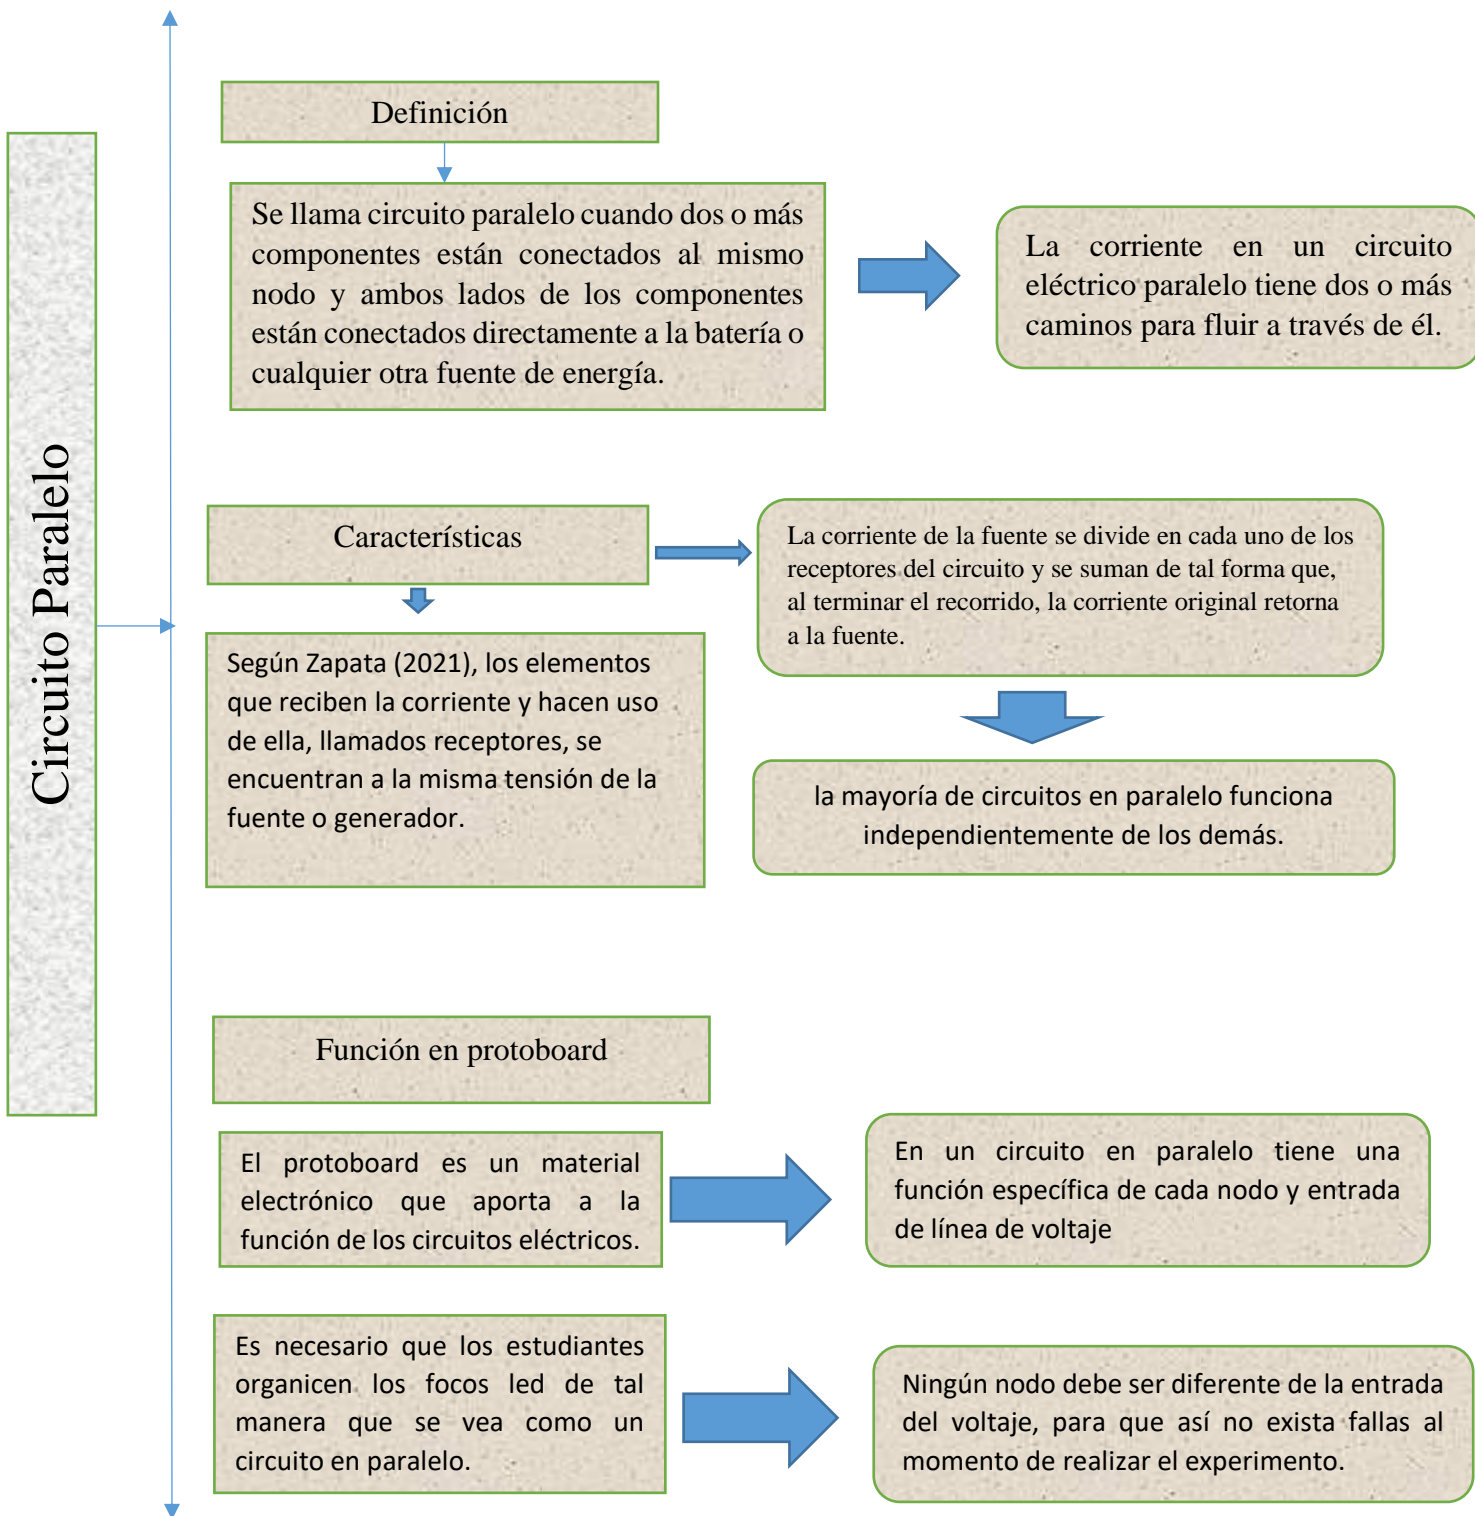 Circuito Paralelo
Definición
Se llama circuito paralelo cuando dos o más
componentes están conectados al mismo
nodo y ambos lados de los componentes
están conectados directamente a la batería o
cualquier otra fuente de energía.
La corriente en un circuito
eléctrico paralelo tiene dos o más
caminos para fluir a través de él.
Características
La corriente de la fuente se divide en cada uno de los
receptores del circuito y se suman de tal forma que,
al terminar el recorrido, la corriente original retorna
a la fuente.
Según Zapata (2021), los elementos
que reciben la corriente y hacen uso
de ella, llamados receptores, se
encuentran a la misma tensión de la
fuente o generador.
la mayoría de circuitos en paralelo funciona
independientemente de los demás.
Función en protoboard
El protoboard es un material
electrónico que aporta a la
función de los circuitos eléctricos.
En un circuito en paralelo tiene una
función específica de cada nodo y entrada
de línea de voltaje
Es necesario que los estudiantes
organicen los focos led de tal
manera que se vea como un
circuito en paralelo.
Ningún nodo debe ser diferente de la entrada
del voltaje, para que así no exista fallas al
momento de realizar el experimento.